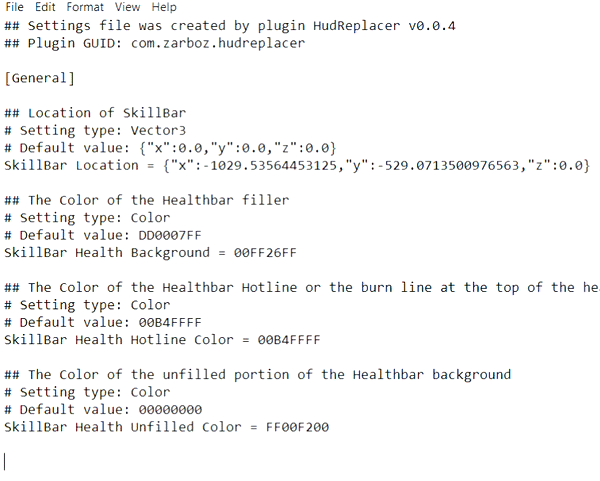 File Edit Format View Help
## Settings file was created by plugin HudReplacer v0.0.4
## Plugin GUID: com.zarboz.hudreplacer
[General]
## Location of SkillBar
# Setting type: Vector3
# Default value: {"x":0.0,"y":0.0,"z":0.0}
SkillBar Location = {"x":-1029.53564453125,"y":-529.0713500976563,"z":0.0}
## The Color of the Healthbar filler
# Setting type: Color
# Default value: DD0007FF
SkillBar Health Background = 00FF26FF
## The Color of the Healthbar Hotline or the burn line at the top of the hea
# Setting type: Color
# Default value: 00B4FFFF
SkillBar Health Hotline Color = 00B4FFFF
## The Color of the unfilled portion of the Healthbar background
# Setting type: Color
# Default value: 00000000
SkillBar Health Unfilled Color = FF00F200